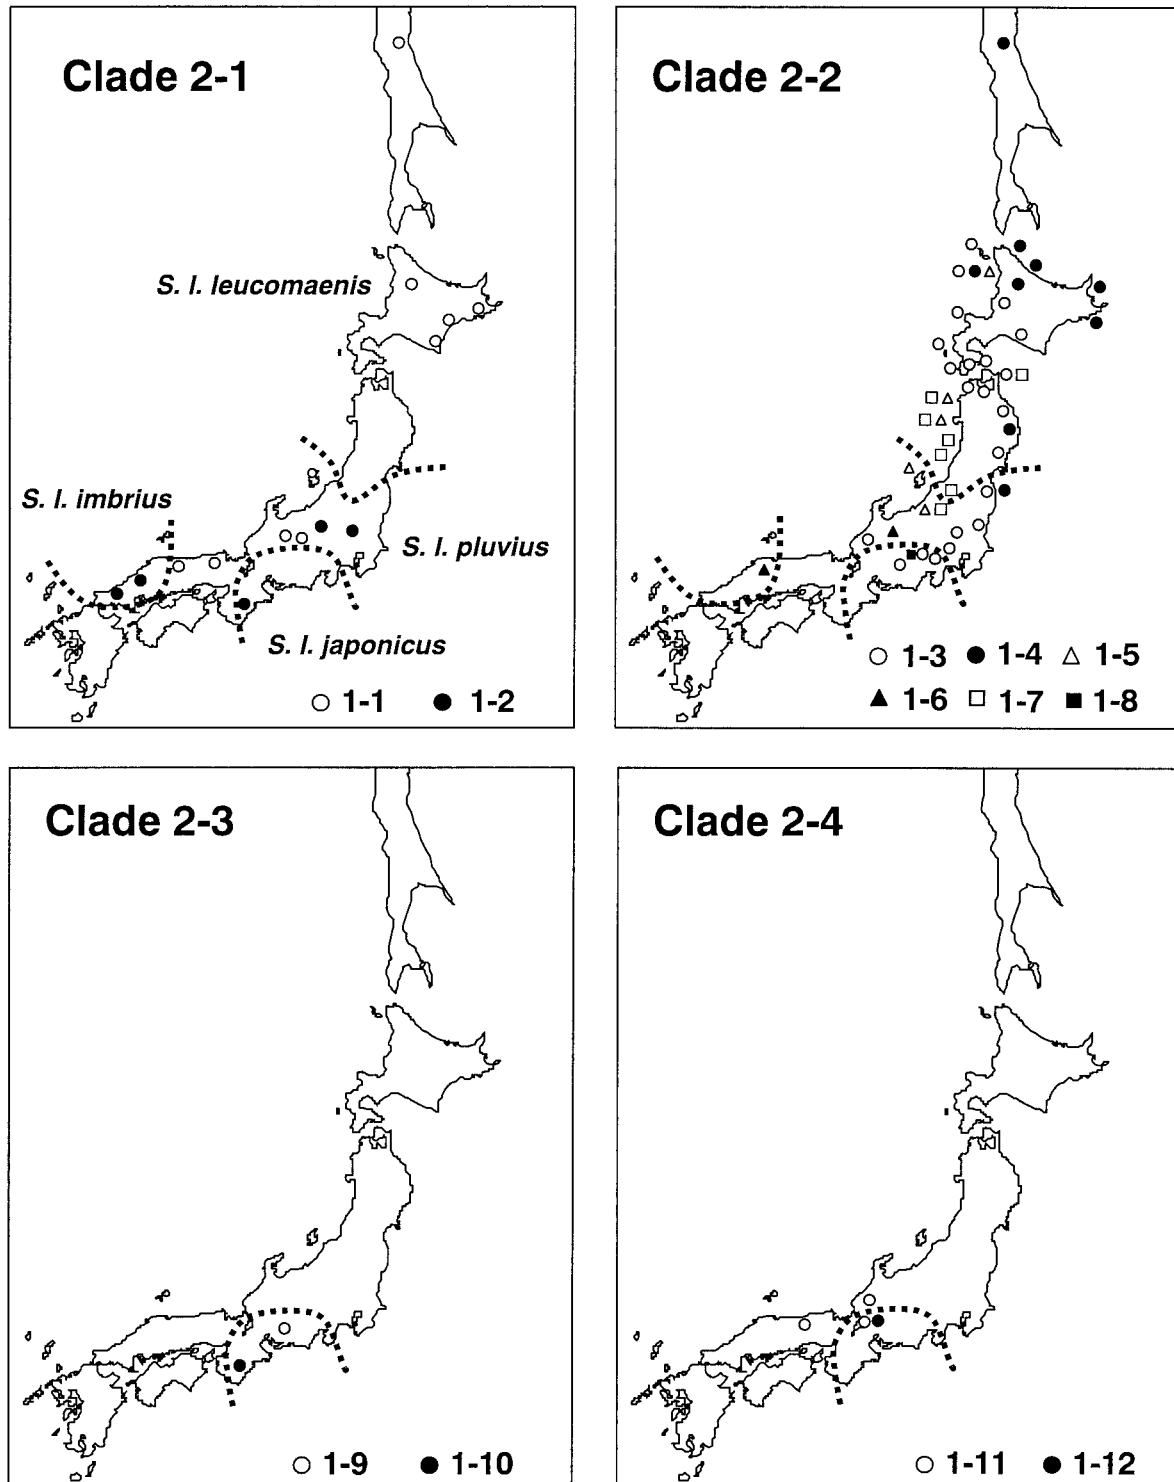 Clade 2-1
S. l. leucomaenis
S. l. imbrius
S. l. pluvius
S. l. japonicus
1-1 1-2
Clade 2-2
1-3 1-4 1-5
1-6 1-7 1-8
Clade 2-3
1-9 1-10
Clade 2-4
1-11 1-12